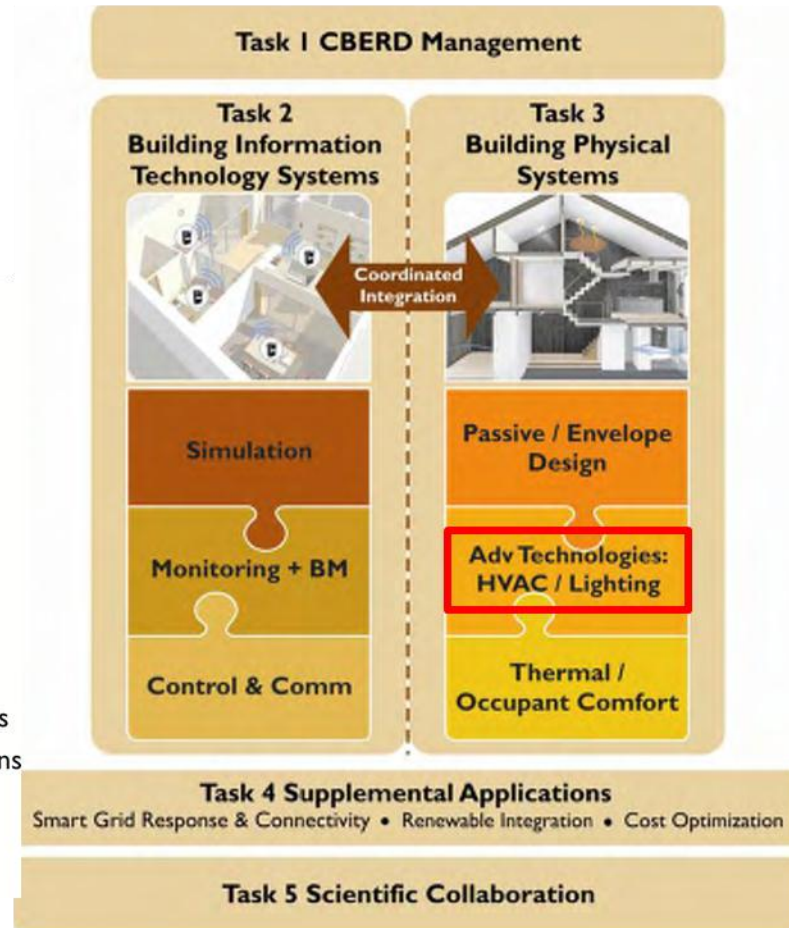 Task 1 CBERD Management
Task 2
Building Information
Technology Systems
Task 3
Building Physical
Systems
Coordinated
Integration
Simulation
Monitoring + BM
Control & Comm
Passive / Envelope
Design
Adv Technologies:
HVAC / Lighting
Thermal /
Occupant Comfort
s
ns
Task 4 Supplemental Applications
Smart Grid Response & Connectivity • Renewable Integration • Cost Optimization
Task 5 Scientific Collaboration